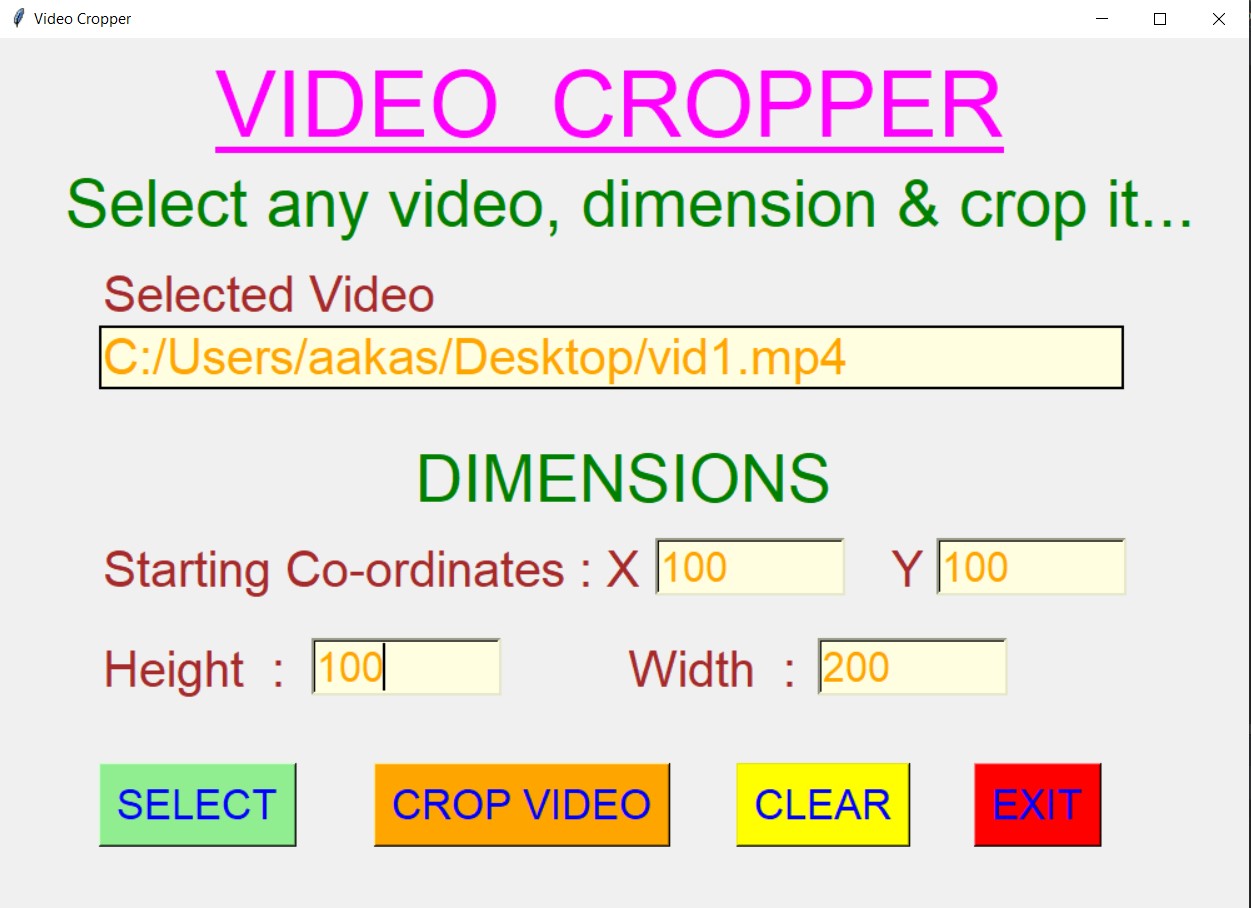 Video Cropper
VIDEO CROPPER
Select any video, dimension & crop it...
Selected Video
C:/Users/aakas/Desktop/vid1.mp4
DIMENSIONS
Starting Co-ordinates : X 100 Y 100
Height : 100 Width : 200
SELECT CROP VIDEO CLEAR EXIT